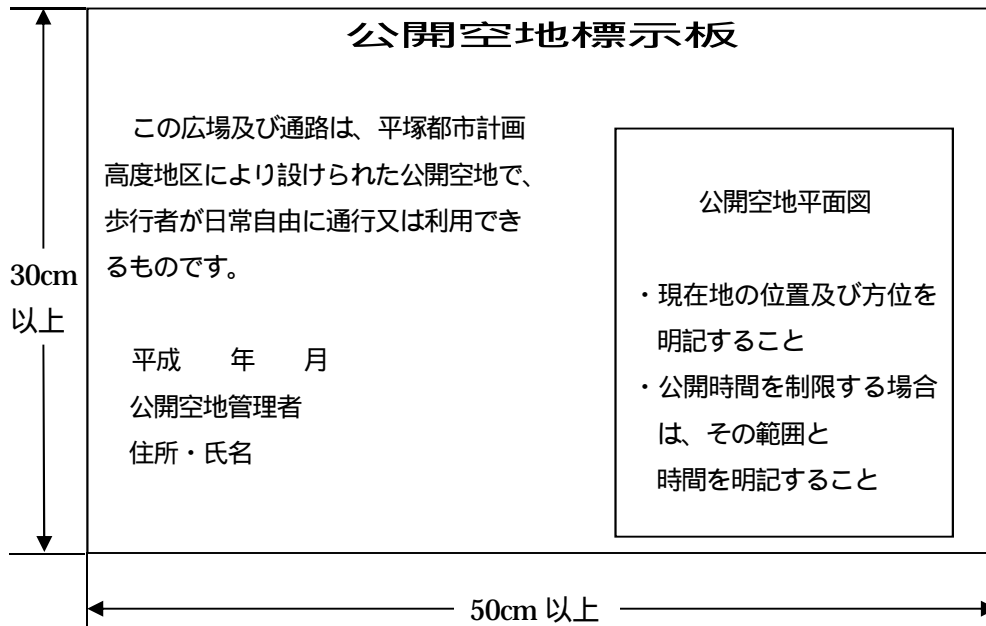 公開空地標示板
この広場及び通路は、平塚都市計画
高度地区により設けられた公開空地で、
歩行者が日常自由に通行又は利用でき
るものです。
平成　　年　　月
公開空地管理者
住所・氏名
公開空地平面図
・現在地の位置及び方位を
明記すること
・公開時間を制限する場合
は、その範囲と
時間を明記すること
30cm
以上
50cm 以上